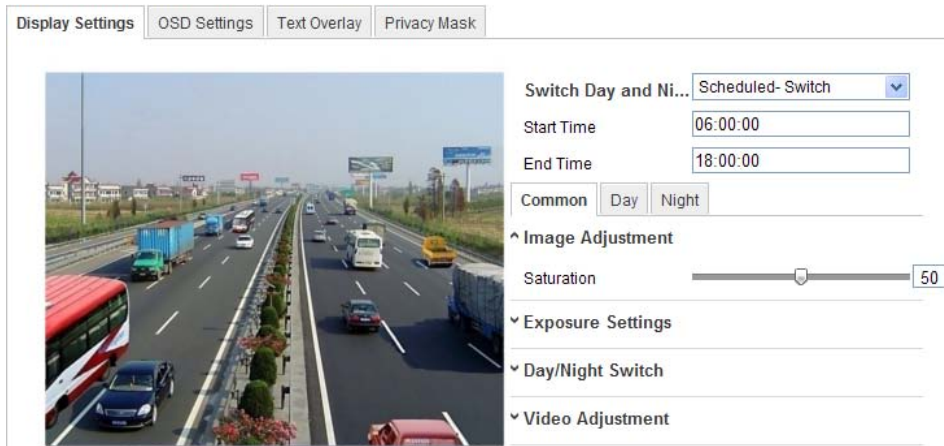 Display Settings
OSD Settings
Text Overlay
Privacy Mask
Switch Day and Ni...
Scheduled- Switch
Start Time
06:00:00
End Time
18:00:00
Common
Day
Night
Image Adjustment
Saturation
50
Exposure Settings
Day/Night Switch
Video Adjustment